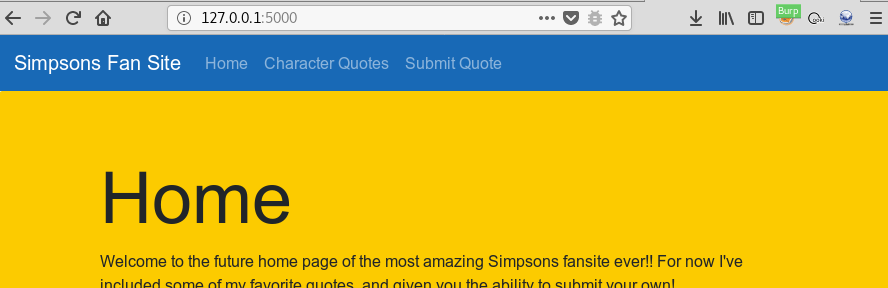 127.0.0.1:5000
Burp
Simpsons Fan Site Home Character Quotes Submit Quote
Home
Welcome to the future home page of the most amazing Simpsons fansite ever!! For now I've
included some of my favorite quotes, and given you the ability to submit your own!